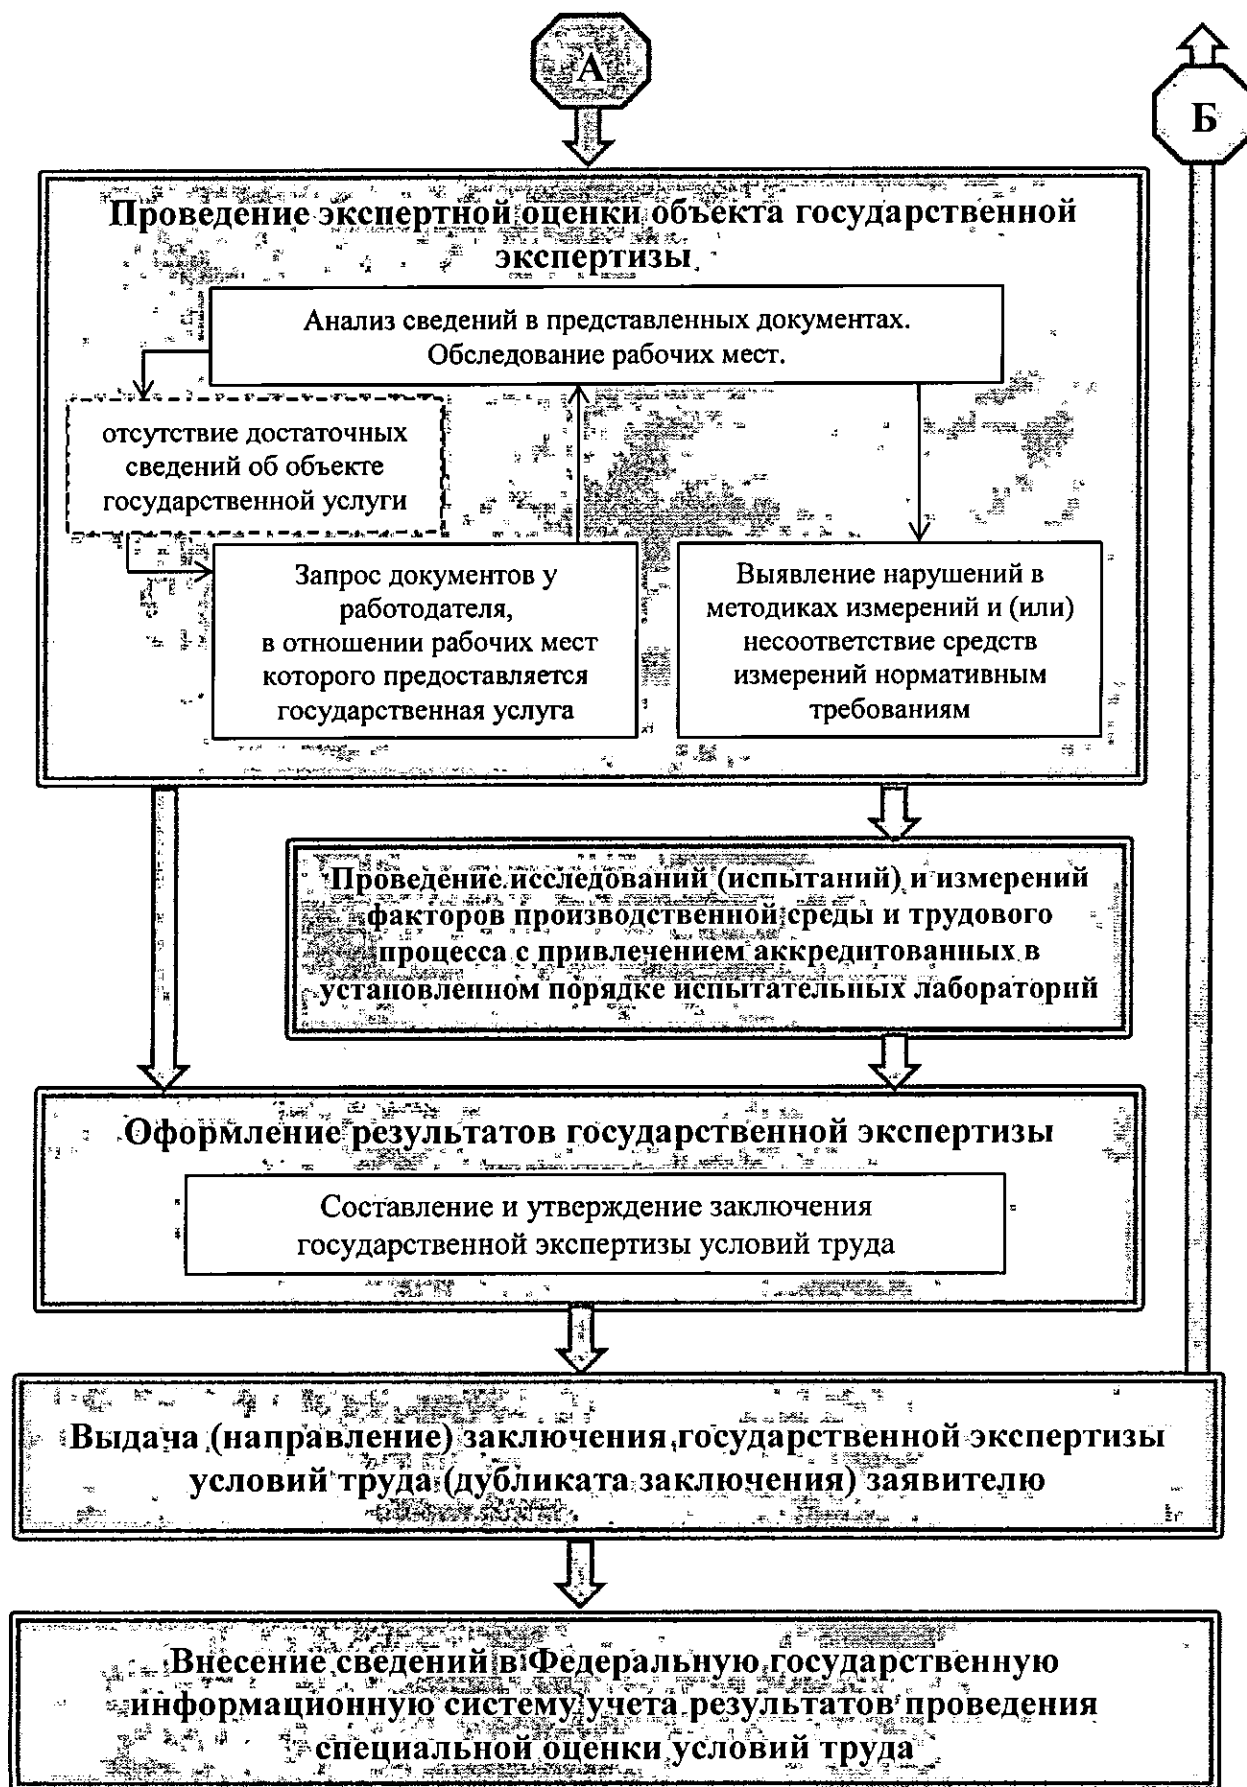 А
Б
Проведение экспертной оценки объекта государственной
экспертизы
Анализ сведений в представленных документах.
Обследование рабочих мест.
отсутствие достаточных
сведений об объекте
государственной услуги
Запрос документов у
работодателя,
в отношении рабочих мест
которого предоставляется
государственная услуга
Выявление нарушений в
методиках измерений и (или)
несоответствие средств
измерений нормативным
требованиям
Проведение исследований (испытаний) и измерений
факторов производственной среды и трудового
процесса с привлечением аккредитованных в
установленном порядке испытательных лабораторий
Оформление результатов государственной экспертизы
Составление и утверждение заключения
государственной экспертизы условий труда
Выдача (направление) заключения государственной экспертизы
условий труда (дубликата заключения) заявителю
Внесение сведений в Федеральную государственную
информационную систему учета результатов проведения
специальной оценки условий труда